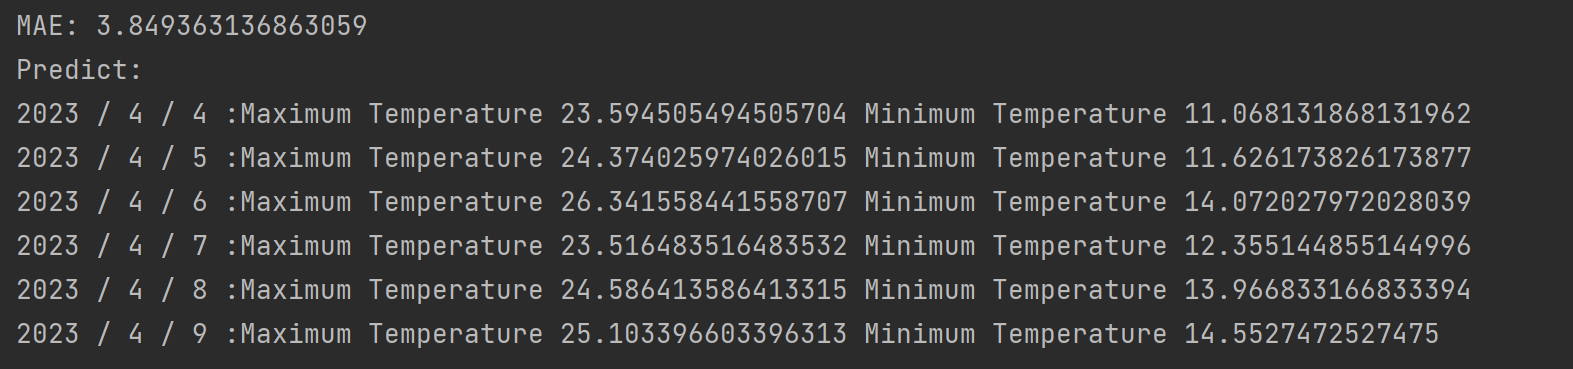 MAE: 3.849363136863059
Predict:
2023 / 4 / 4 :Maximum Temperature 23.594505494505704 Minimum Temperature 11.068131868131962
2023 / 4 / 5 :Maximum Temperature 24.374025974026015 Minimum Temperature 11.626173826173877
2023 / 4 / 6 :Maximum Temperature 26.341558441558707 Minimum Temperature 14.072027972028039
2023 / 4 / 7 :Maximum Temperature 23.516483516483532 Minimum Temperature 12.355144855144996
2023 / 4 / 8 :Maximum Temperature 24.586413586413315 Minimum Temperature 13.966833166833394
2023 / 4 / 9 :Maximum Temperature 25.103396603396313 Minimum Temperature 14.5527472527475